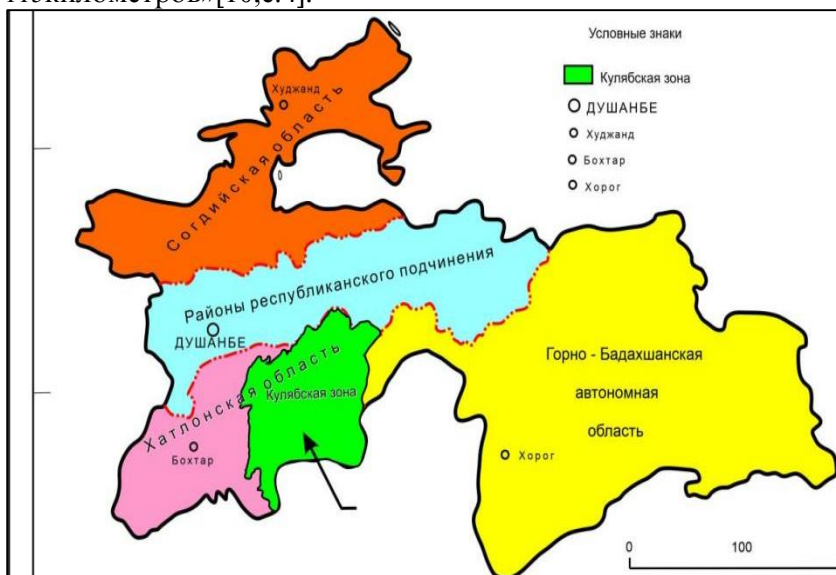 Условные знаки
Кулябская зона
ДУШАНБЕ
Худжанд
Бохтар
Хорог
Худжанд
Согдийская область
Районы республиканского подчинения
ДУШАНБЕ
Хатлонская область
Кулябская зона
Бохтар
Горно - Бадахшанская
автономная
область
Хорог
0 100